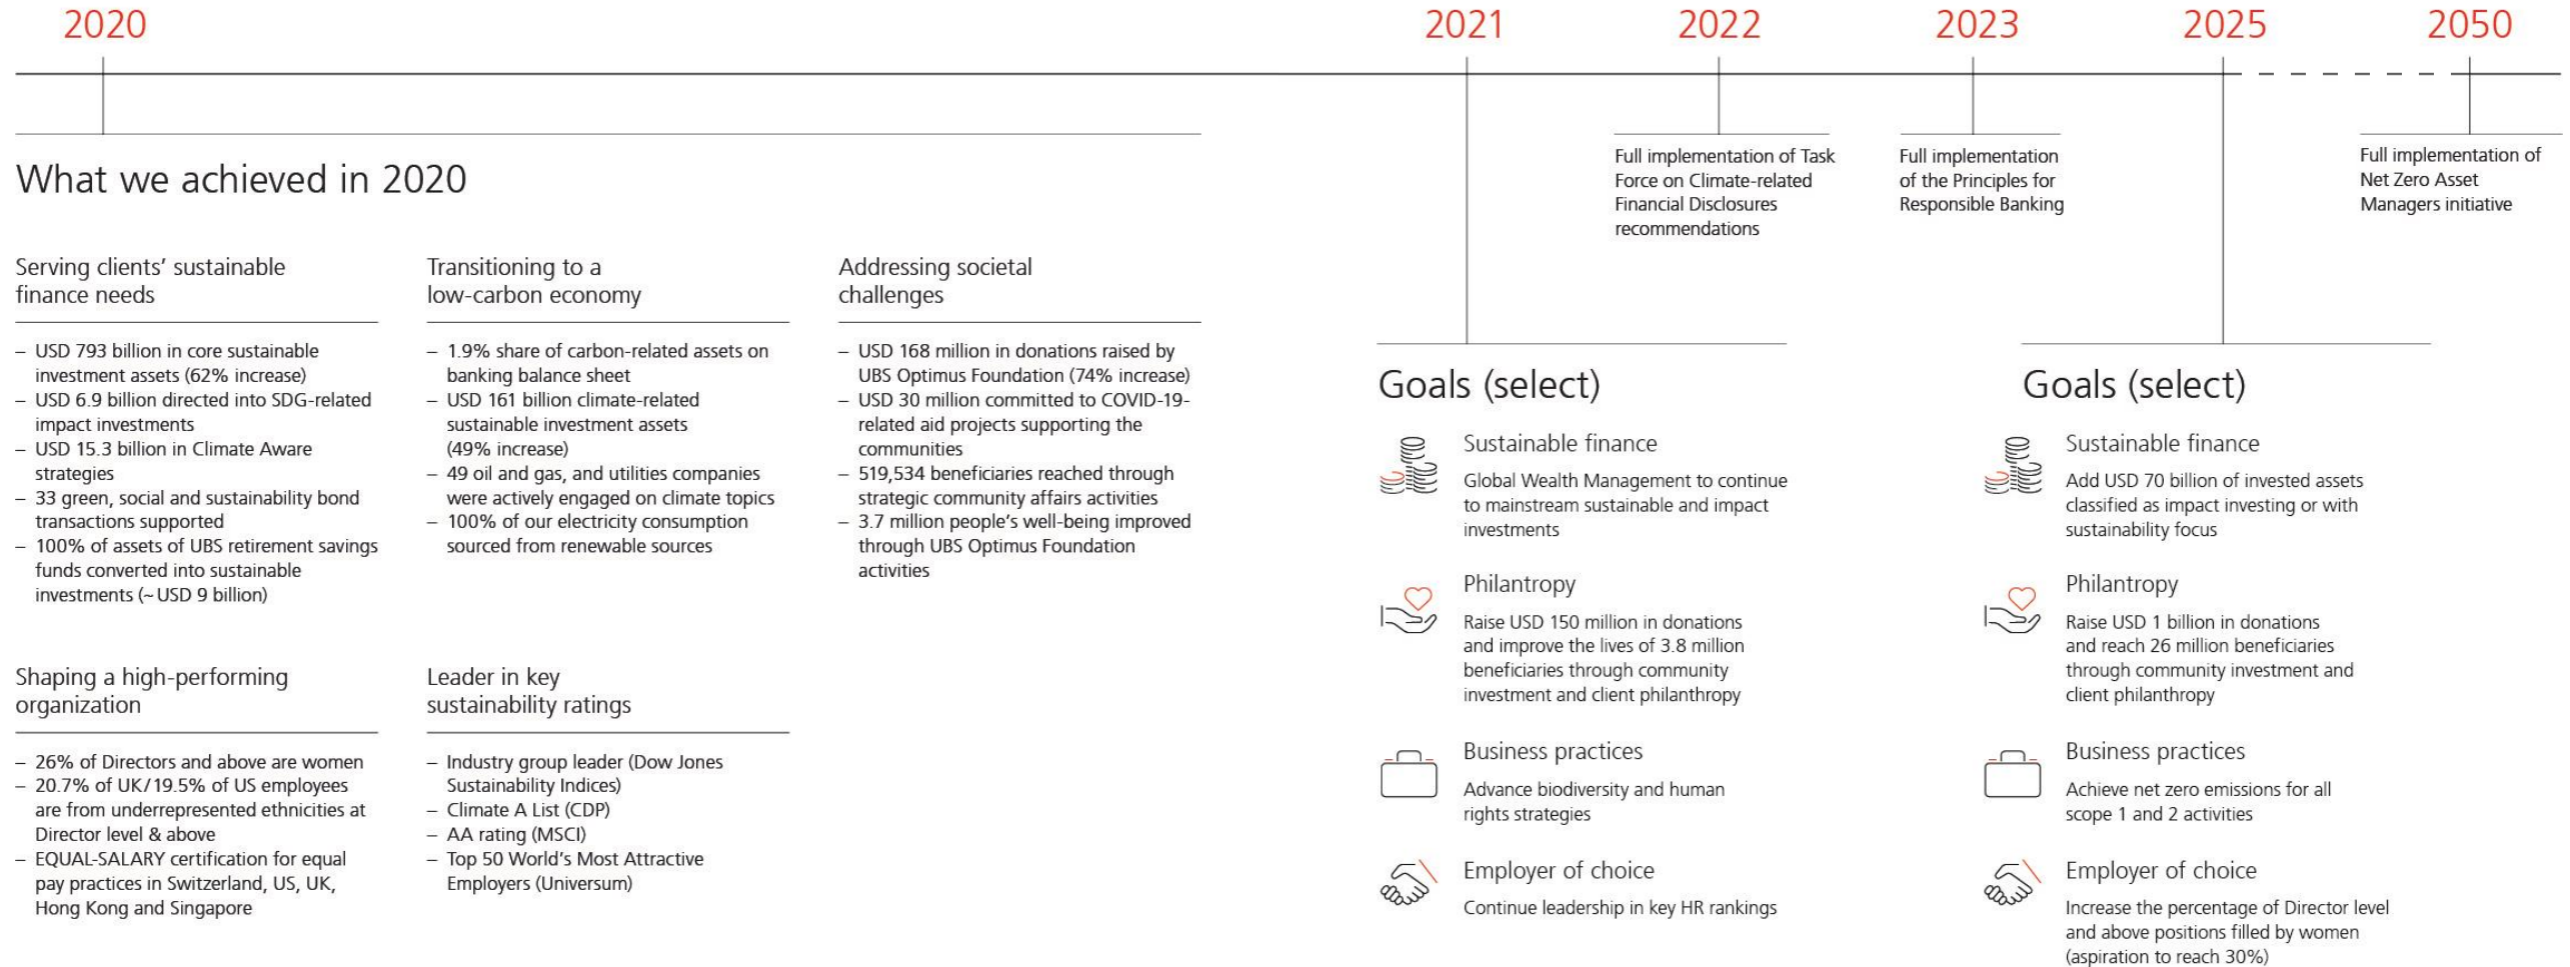 2020
2021
2022
2023
2025
2050
What we achieved in 2020
Serving clients' sustainable
finance needs
– USD 793 billion in core sustainable
investment assets (62% increase)
– USD 6.9 billion directed into SDG-related
impact investments
– USD 15.3 billion in Climate Aware
strategies
– 33 green, social and sustainability bond
transactions supported
– 100% of assets of UBS retirement savings
funds converted into sustainable
investments (~USD 9 billion)
Transitioning to a
low-carbon economy
– 1.9% share of carbon-related assets on
banking balance sheet
– USD 161 billion climate-related
sustainable investment assets
(49% increase)
– 49 oil and gas, and utilities companies
were actively engaged on climate topics
– 100% of our electricity consumption
sourced from renewable sources
Addressing societal
challenges
– USD 168 million in donations raised by
UBS Optimus Foundation (74% increase)
– USD 30 million committed to COVID-19-
related aid projects supporting the
communities
– 519,534 beneficiaries reached through
strategic community affairs activities
– 3.7 million people's well-being improved
through UBS Optimus Foundation
activities
Shaping a high-performing
organization
– 26% of Directors and above are women
– 20.7% of UK/19.5% of US employees
are from underrepresented ethnicities at
Director level & above
– EQUAL-SALARY certification for equal
pay practices in Switzerland, US, UK,
Hong Kong and Singapore
Leader in key
sustainability ratings
– Industry group leader (Dow Jones
Sustainability Indices)
– Climate A List (CDP)
– AA rating (MSCI)
– Top 50 World's Most Attractive
Employers (Universum)
Goals (select)
Sustainable finance
Global Wealth Management to continue
to mainstream sustainable and impact
investments
Philantropy
Raise USD 150 million in donations
and improve the lives of 3.8 million
beneficiaries through community
investment and client philanthropy
Business practices
Advance biodiversity and human
rights strategies
Employer of choice
Continue leadership in key HR rankings
Full implementation of Task
Force on Climate-related
Financial Disclosures
recommendations
Full implementation
of the Principles for
Responsible Banking
Goals (select)
Sustainable finance
Add USD 70 billion of invested assets
classified as impact investing or with
sustainability focus
Philantropy
Raise USD 1 billion in donations
and reach 26 million beneficiaries
through community investment and
client philanthropy
Business practices
Achieve net zero emissions for all
scope 1 and 2 activities
Employer of choice
Increase the percentage of Director level
and above positions filled by women
(aspiration to reach 30%)
Full implementation of
Net Zero Asset
Managers initiative